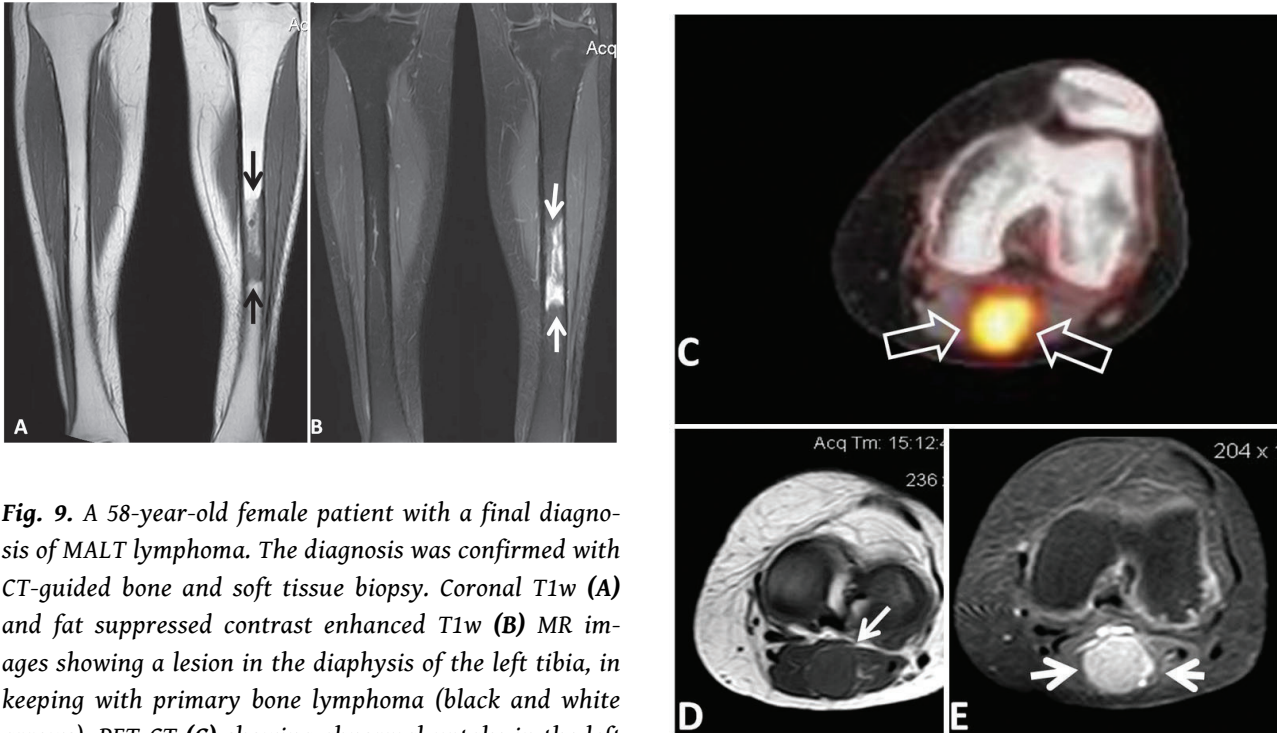 Ac
Acq
A
B
C
Acq Tm: 15:12:4
236
204 x
D
E
Fig. 9. A 58-year-old female patient with a final diagno-
sis of MALT lymphoma. The diagnosis was confirmed with
CT-guided bone and soft tissue biopsy. Coronal T1w (A)
and fat suppressed contrast enhanced T1w (B) MR im-
ages showing a lesion in the diaphysis of the left tibia, in
keeping with primary bone lymphoma (black and white